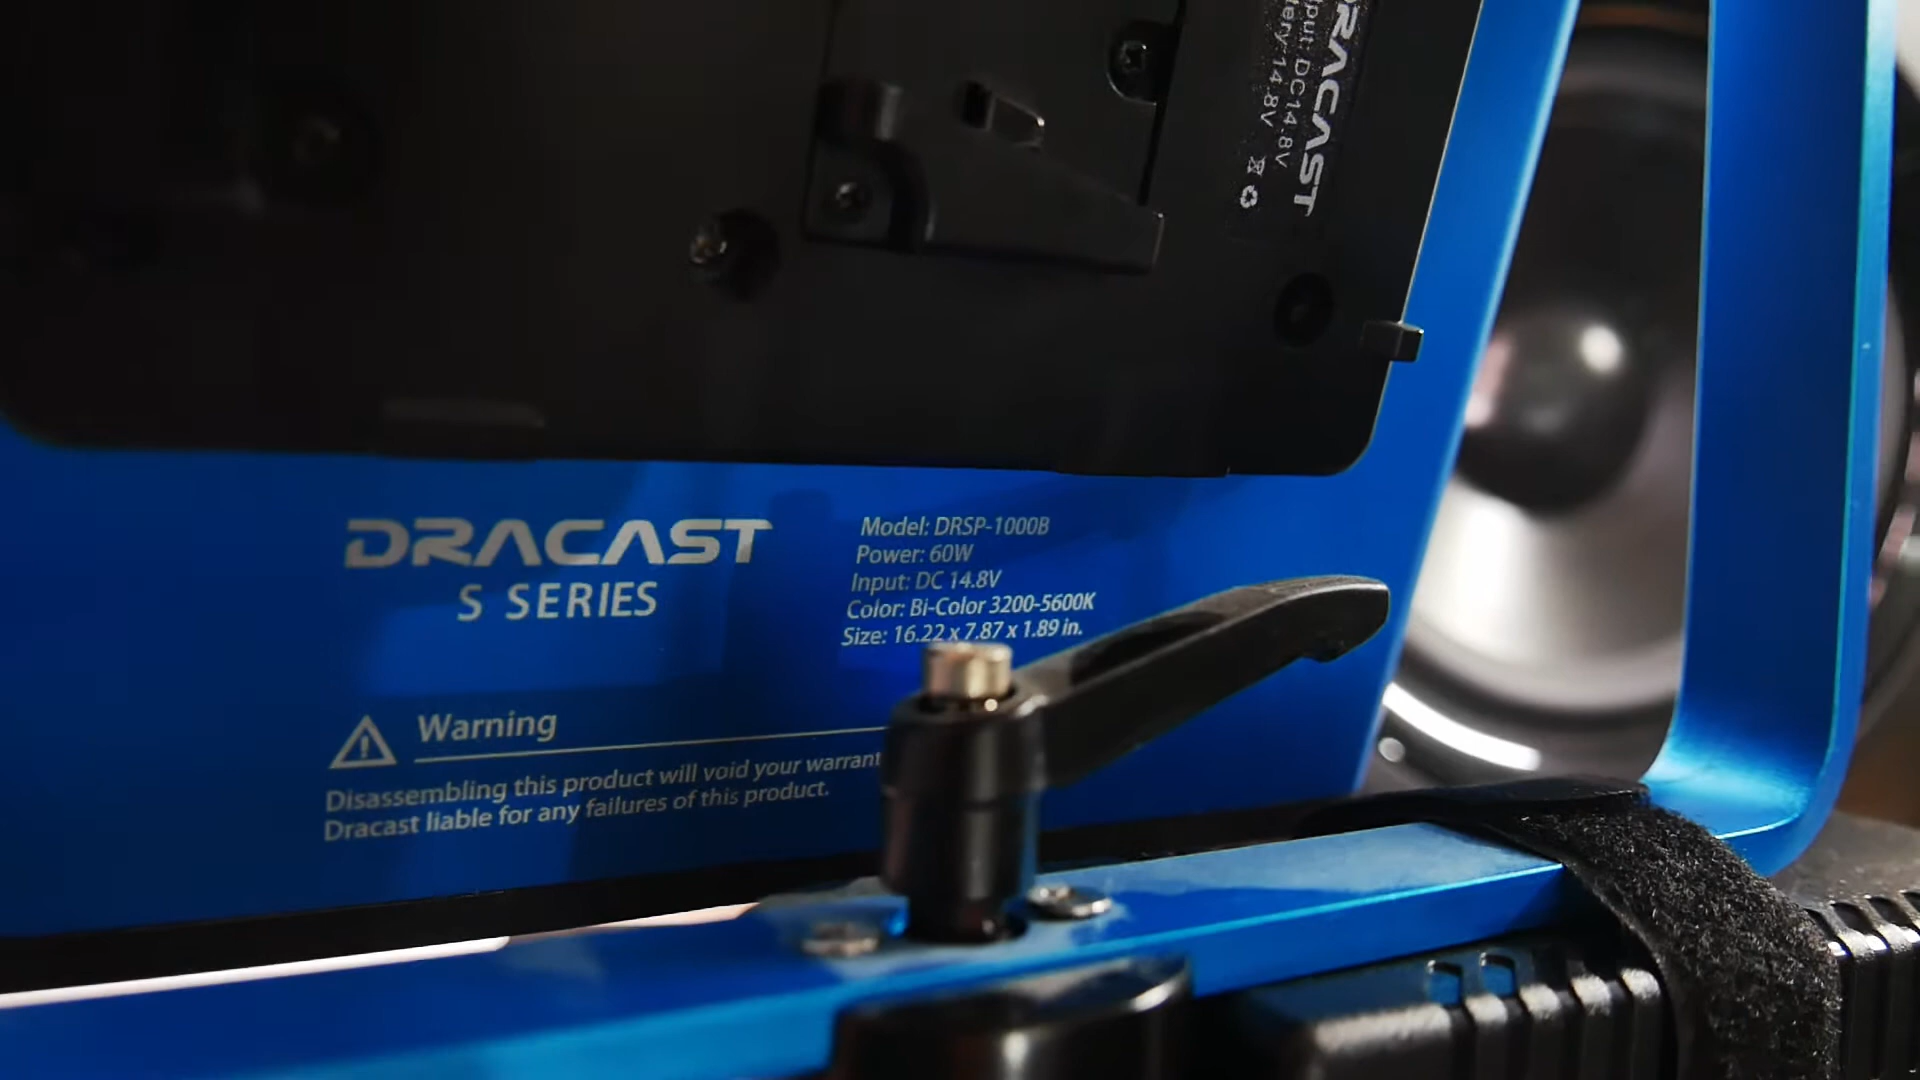 DRACAST
DC14.8V
14.8V
DRACAST
S SERIES
Model: DRSP-1000B
Power: 60W
Input: DC 14.8V
Color: Bi-Color 3200-5600K
Size: 16.22 x 7.87 x 1.89 in.
Warning
Disassembling this product will void your
Dracast liable for any failures of this product.